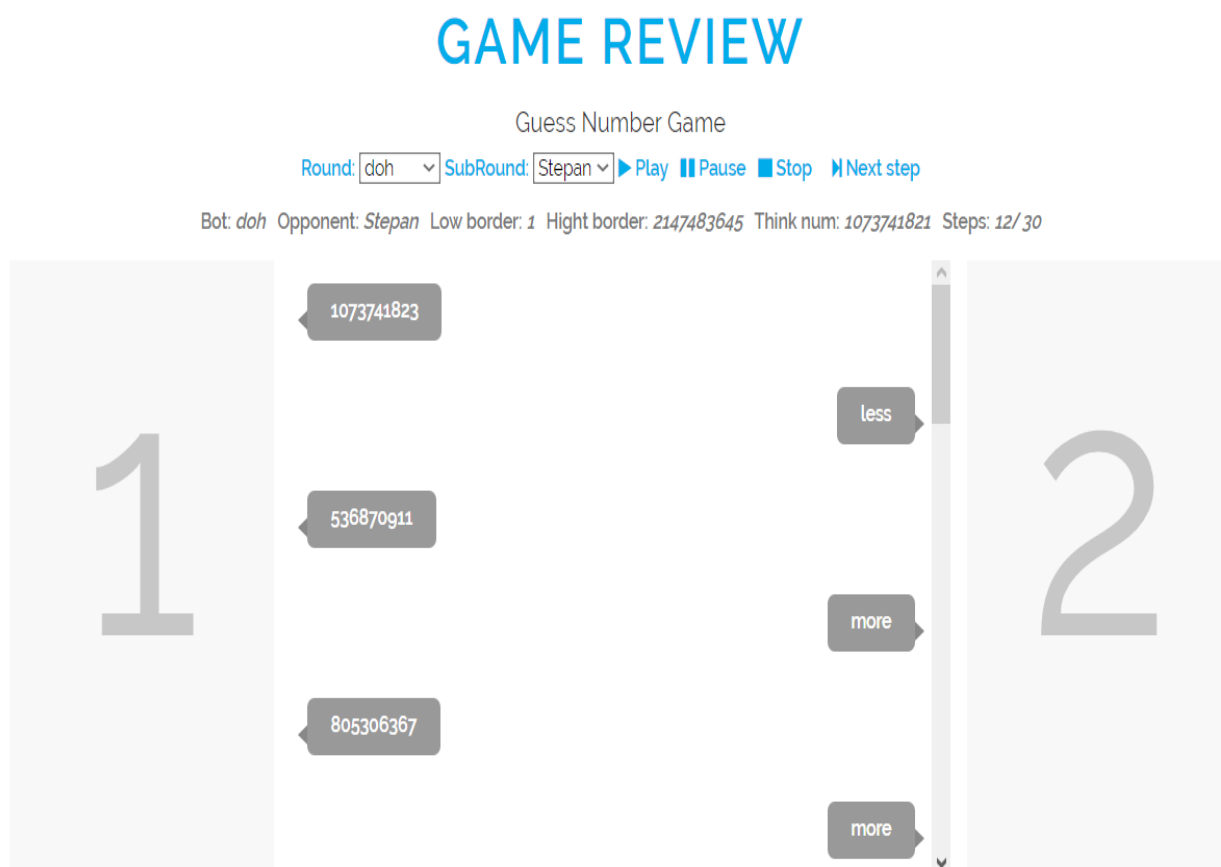 GAME REVIEW
Guess Number Game
Round: doh SubRound: Stepan Play Pause Stop Next step
Bot: doh Opponent: Stepan Low border: 1 Hight border: 2147483645 Think num: 1073741821 Steps: 12/30
1073741823
less
536870911
more
805306367
more
1
2